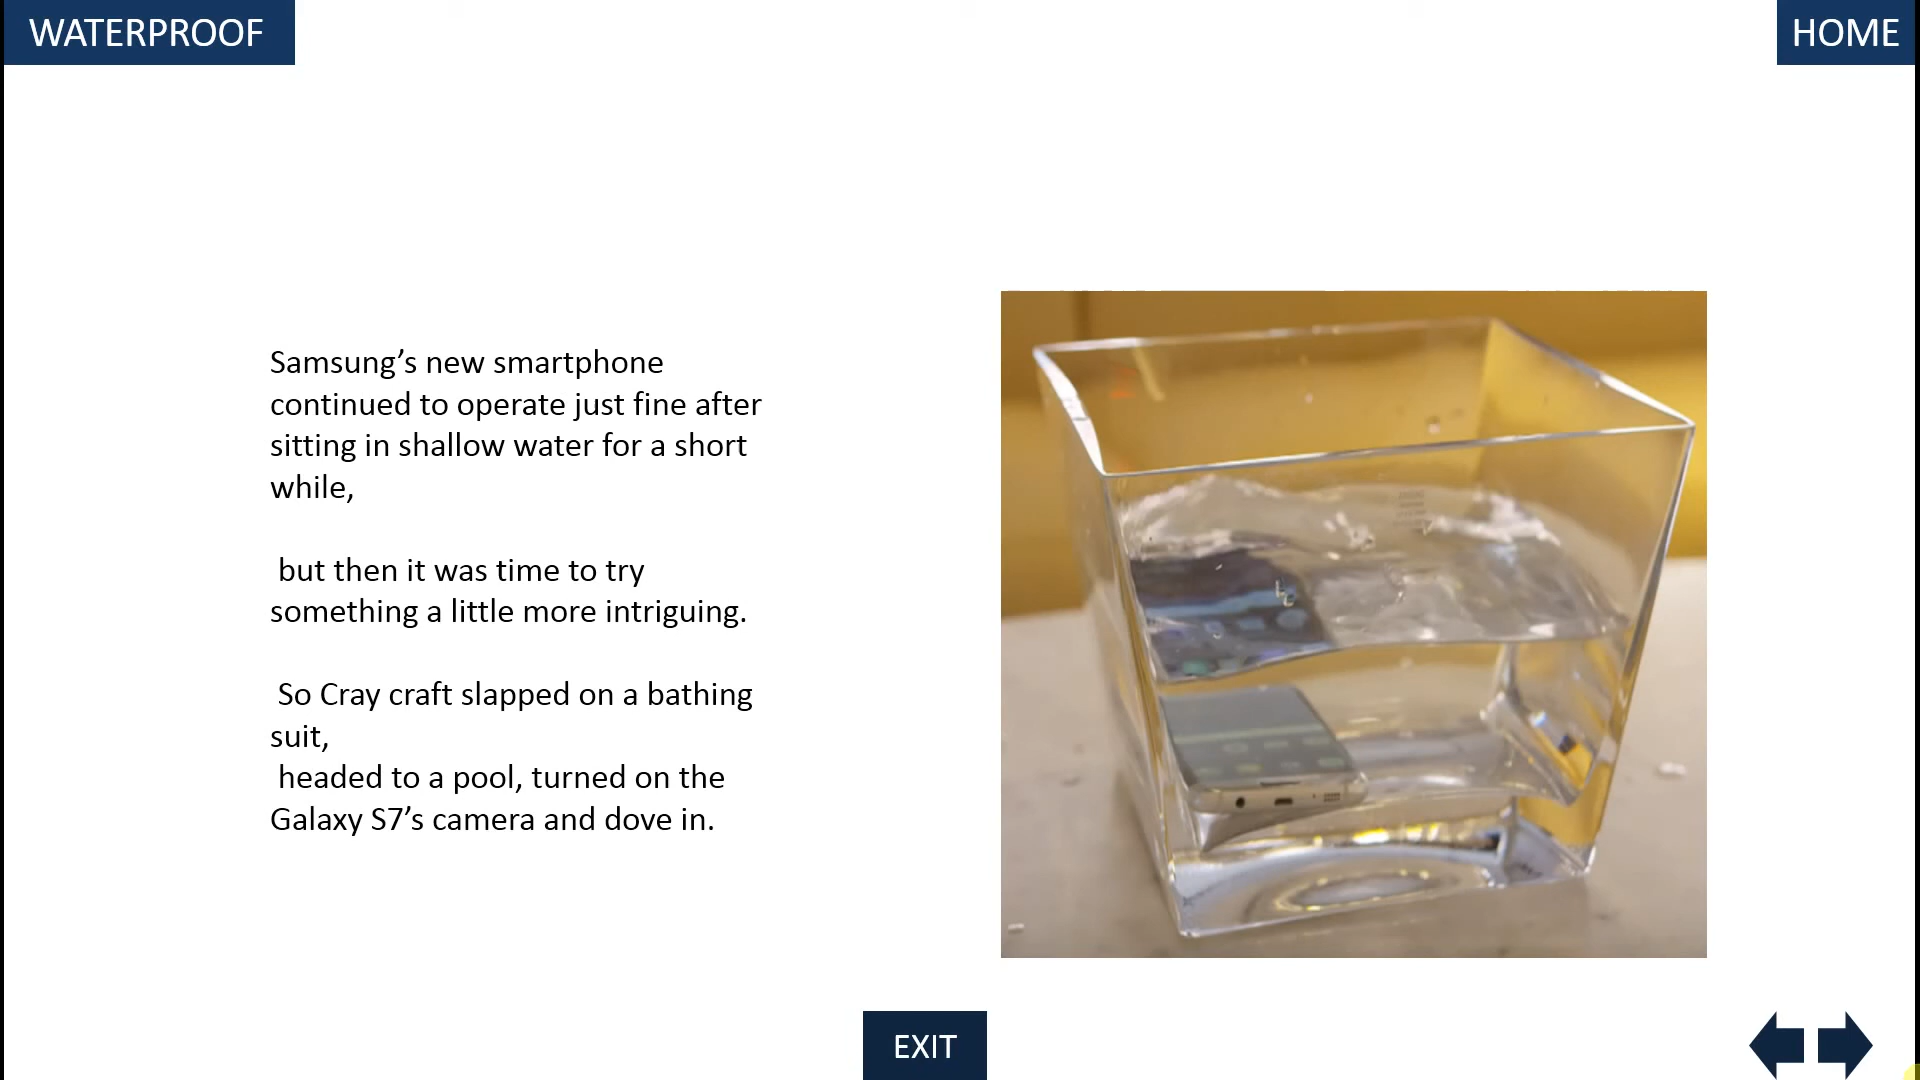 WATERPROOF
HOME
Samsung’s new smartphone
continued to operate just fine after
sitting in shallow water for a short
while,
but then it was time to try
something a little more intriguing.
So Cray craft slapped on a bathing
suit,
headed to a pool, turned on the
Galaxy S7’s camera and dove in.
EXIT